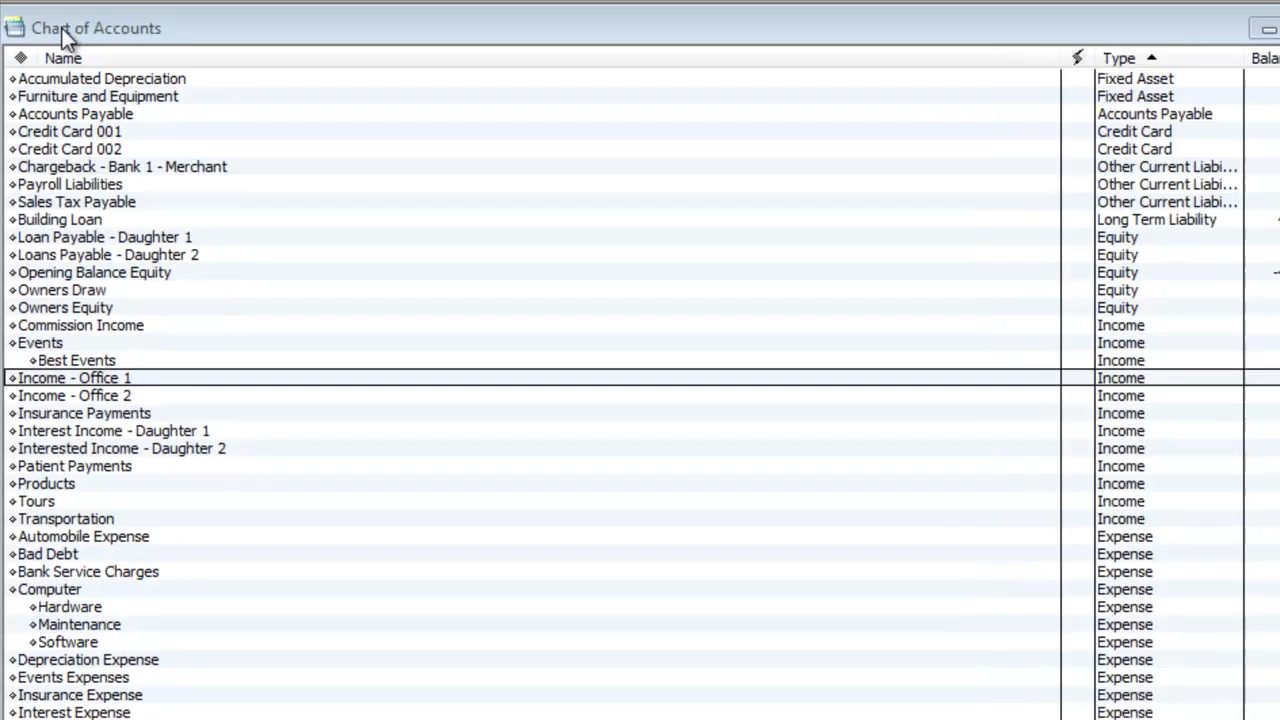 Chart of Accounts
Name Type Bala
Accumulated Depreciation Fixed Asset
Furniture and Equipment Fixed Asset
Accounts Payable Accounts Payable
Credit Card 001 Credit Card
Credit Card 002 Credit Card
Chargeback - Bank 1 - Merchant Other Current Liabi...
Payroll Liabilities Other Current Liabi...
Sales Tax Payable Other Current Liabi...
Building Loan Long Term Liability
Loan Payable - Daughter 1 Equity
Loans Payable - Daughter 2 Equity
Opening Balance Equity Equity
Owners Draw Equity
Owners Equity Equity
Commission Income Income
Events Income
Best Events Income
Income - Office 1 Income
Income - Office 2 Income
Insurance Payments Income
Interest Income - Daughter 1 Income
Interested Income - Daughter 2 Income
Patient Payments Income
Products Income
Tours Income
Transportation Income
Automobile Expense Expense
Bad Debt Expense
Bank Service Charges Expense
Computer Expense
Hardware Expense
Maintenance Expense
Software Expense
Depreciation Expense Expense
Events Expenses Expense
Insurance Expense Expense
Interest Expense Expense